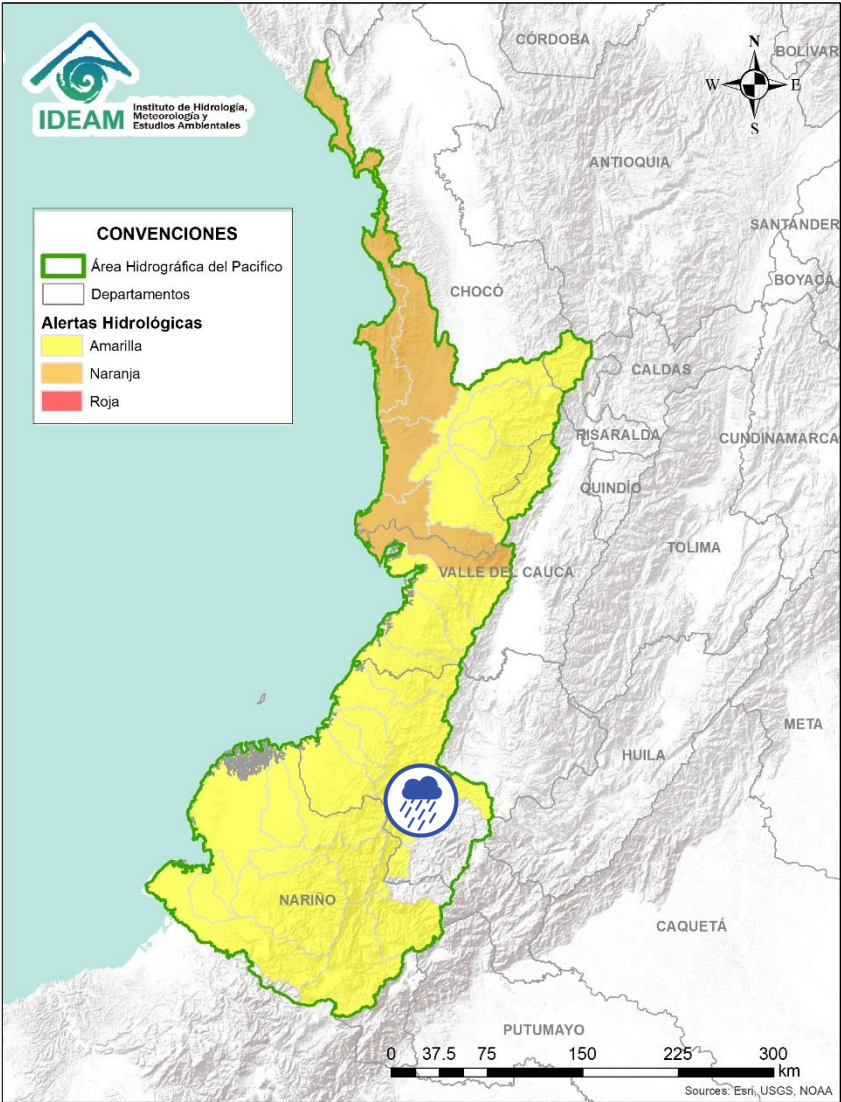 IDEAM
Instituto de Hidrología,
Meteorología y
Estudios Ambientales
N
W
E
S
CÓRDOBA
BOLÍVAR
ANTIOQUIA
SANTANDER
BOYACÁ
CHOCÓ
CALDAS
RISARALDA
CUNDINAMARCA
QUINDÍO
TOLIMA
VALLE DEL CAUCA
META
HUILA
NARIÑO
CAQUETÁ
PUTUMAYO
CONVENCIONES
Área Hidrográfica del Pacifico
Departamentos
Alertas Hidrológicas
Amarilla
Naranja
Roja
0 37.5 75 150 225 300
km
Sources: Esri, USGS, NOAA